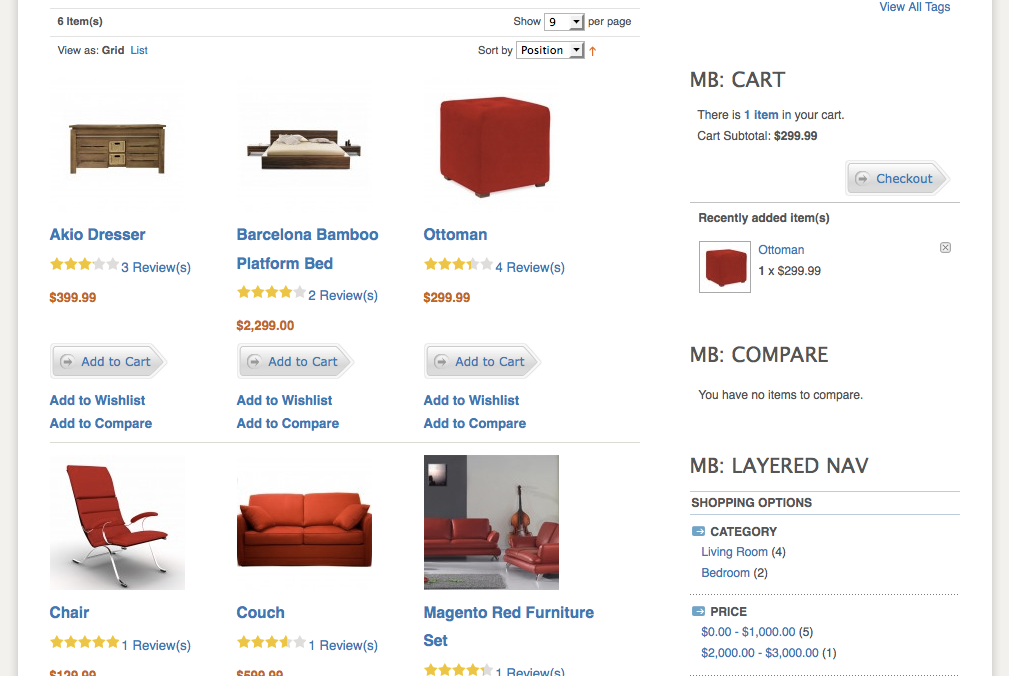 View All Tags
6 Item(s)
Show 9 per page
View as: Grid List
Sort by Position
Akio Dresser
3 Review(s)
$399.99
Add to Cart
Add to Wishlist
Add to Compare
Barcelona Bamboo
Platform Bed
2 Review(s)
$2,299.00
Add to Cart
Add to Wishlist
Add to Compare
Ottoman
4 Review(s)
$299.99
Add to Cart
Add to Wishlist
Add to Compare
Chair
1 Review(s)
$129.99
Couch
1 Review(s)
$599.99
Magento Red Furniture
Set
1 Review(s)
MB: CART
There is 1 item in your cart.
Cart Subtotal: $299.99
Checkout
Recently added item(s)
Ottoman
1 x $299.99
MB: COMPARE
You have no items to compare.
MB: LAYERED NAV
SHOPPING OPTIONS
CATEGORY
Living Room (4)
Bedroom (2)
PRICE
$0.00 - $1,000.00 (5)
$2,000.00 - $3,000.00 (1)